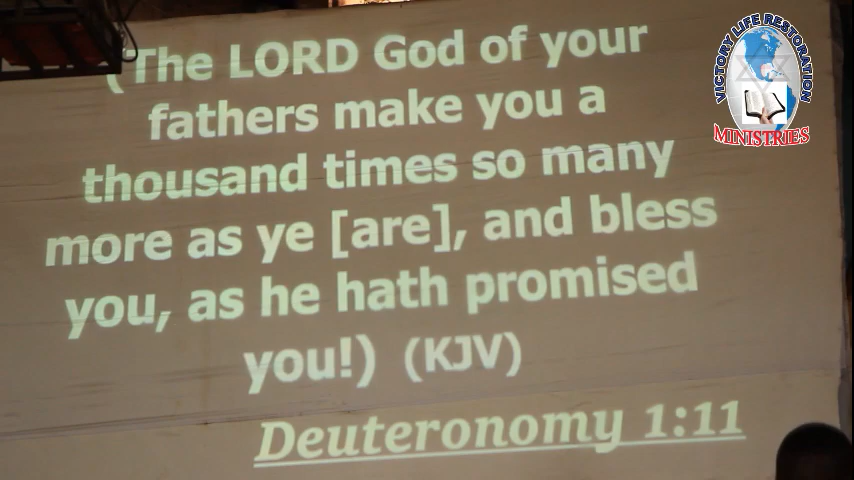 (The LORD God of your
fathers make you a
thousand times so many
more as ye [are], and bless
you, as he hath promised
you!) (KJV)
Deuteronomy 1:11
VICTORY LIFE RESTORATION
MINISTRIES